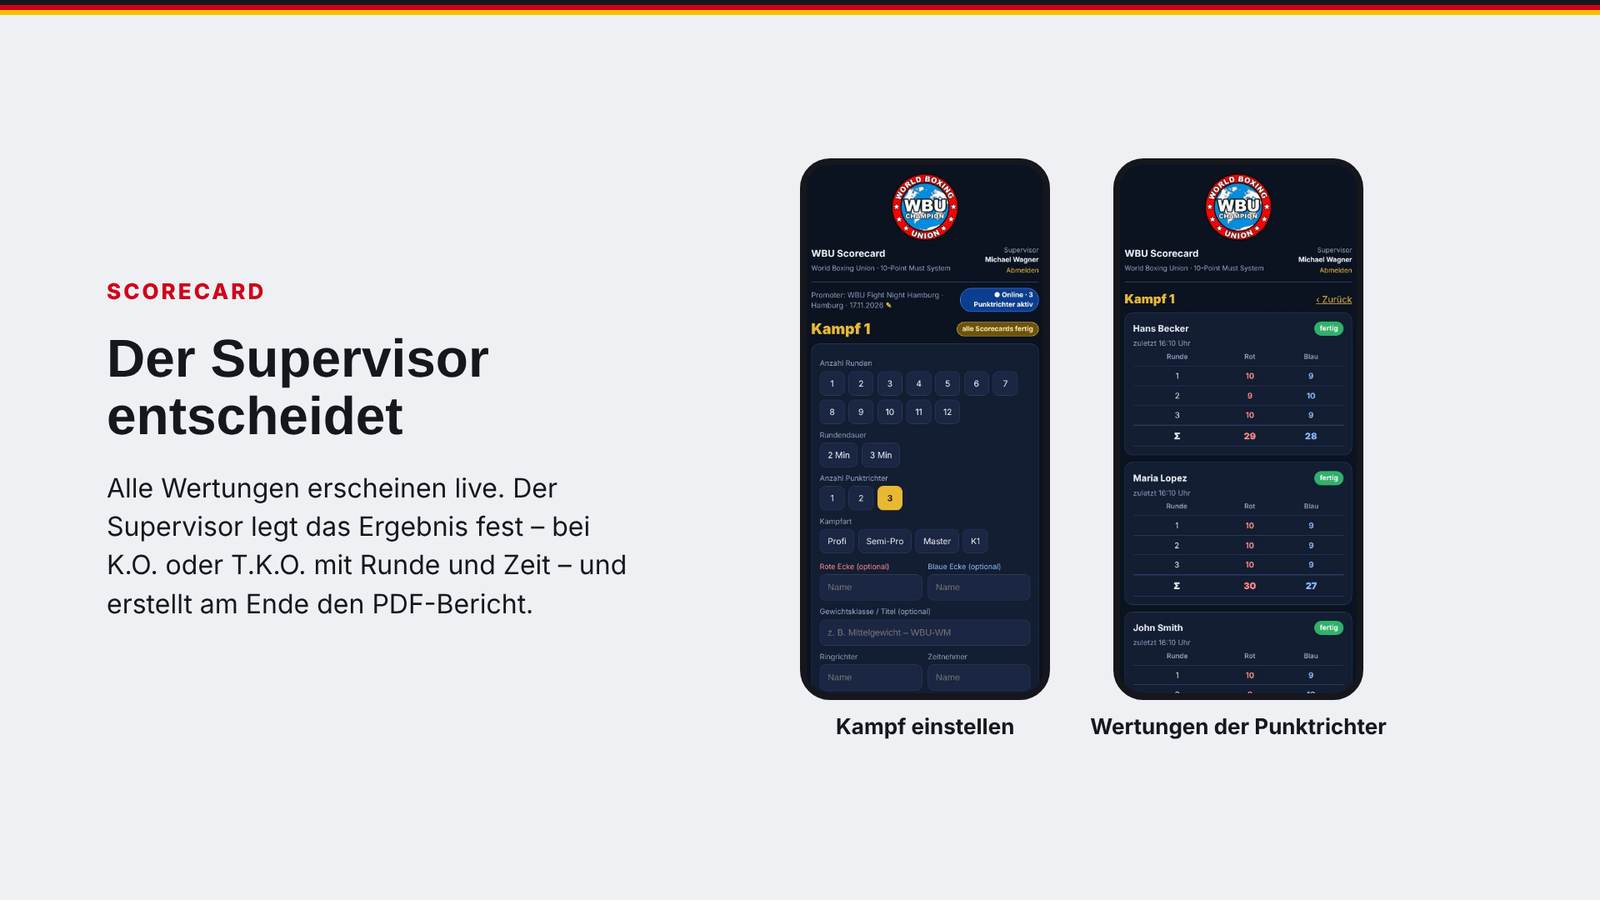 SCORECARD
Der Supervisor
entscheidet
Alle Wertungen erscheinen live. Der
Supervisor legt das Ergebnis fest – bei
K.O. oder T.K.O. mit Runde und Zeit – und
erstellt am Ende den PDF-Bericht.
WORLD BOXING
WBU
CHAMPION
UNION
WBU Scorecard
World Boxing Union · 10-Point Must System
Supervisor
Michael Wagner
Abmelden
Promoter: WBU Fight Night Hamburg ·
Hamburg · 17.11.2026 ✎
● Online · 3
Punktrichter aktiv
Kampf 1
alle Scorecards fertig
Anzahl Runden
1 2 3 4 5 6 7
8 9 10 11 12
Rundendauer
2 Min 3 Min
Anzahl Punktrichter
1 2 3
Kampfart
Profi Semi-Pro Master K1
Rote Ecke (optional) Blaue Ecke (optional)
Name Name
Gewichtsklasse / Titel (optional)
z. B. Mittelgewicht – WBU-WM
Ringrichter Zeitnehmer
Name Name
Kampf einstellen
WORLD BOXING
WBU
CHAMPION
UNION
WBU Scorecard
World Boxing Union · 10-Point Must System
Supervisor
Michael Wagner
Abmelden
Kampf 1 ‹ Zurück
Hans Becker fertig
zuletzt 16:10 Uhr
Runde Rot Blau
1 10 9
2 9 10
3 10 9
Σ 29 28
Maria Lopez fertig
zuletzt 16:10 Uhr
Runde Rot Blau
1 10 9
2 10 9
3 10 9
Σ 30 27
John Smith fertig
zuletzt 16:10 Uhr
Runde Rot Blau
1 10 9
Wertungen der Punktrichter